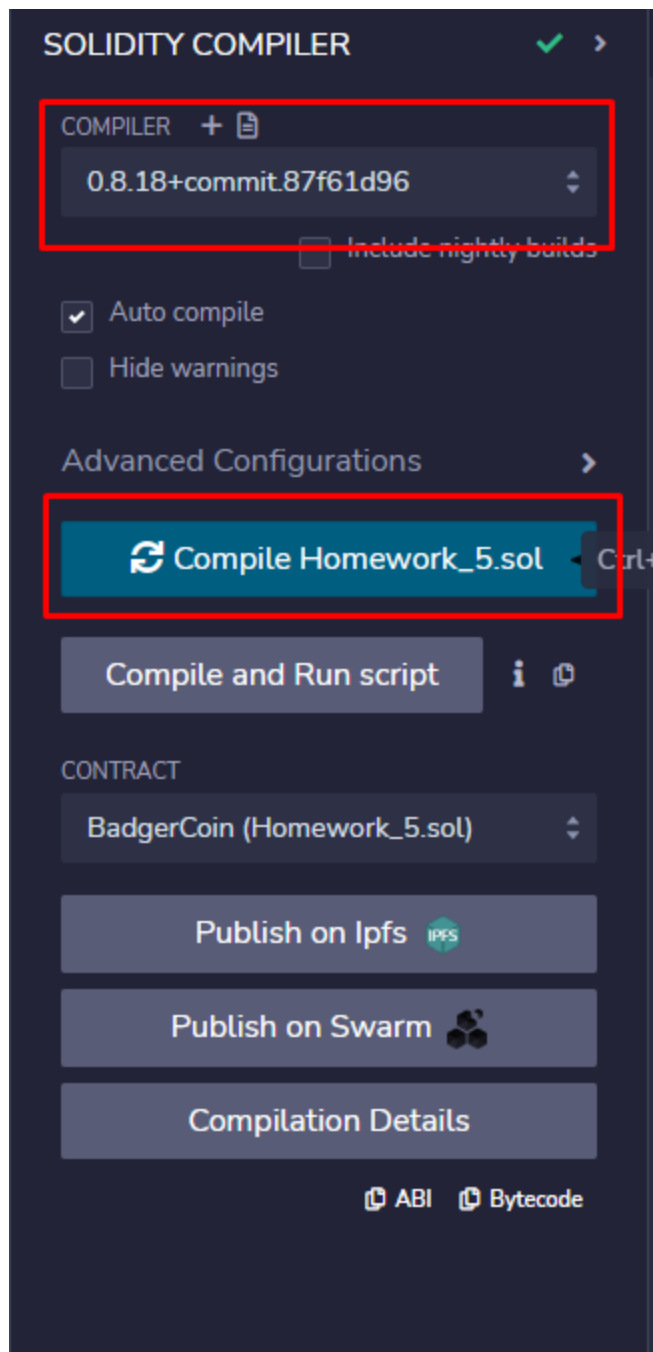 SOLIDITY COMPILER
COMPILER
0.8.18+commit.87f61d96
Include nightly builds
Auto compile
Hide warnings
Advanced Configurations
Compile Homework_5.sol
Ctrl+
Compile and Run script
CONTRACT
BadgerCoin (Homework_5.sol)
Publish on Ipfs
IPFS
Publish on Swarm
Compilation Details
ABI Bytecode